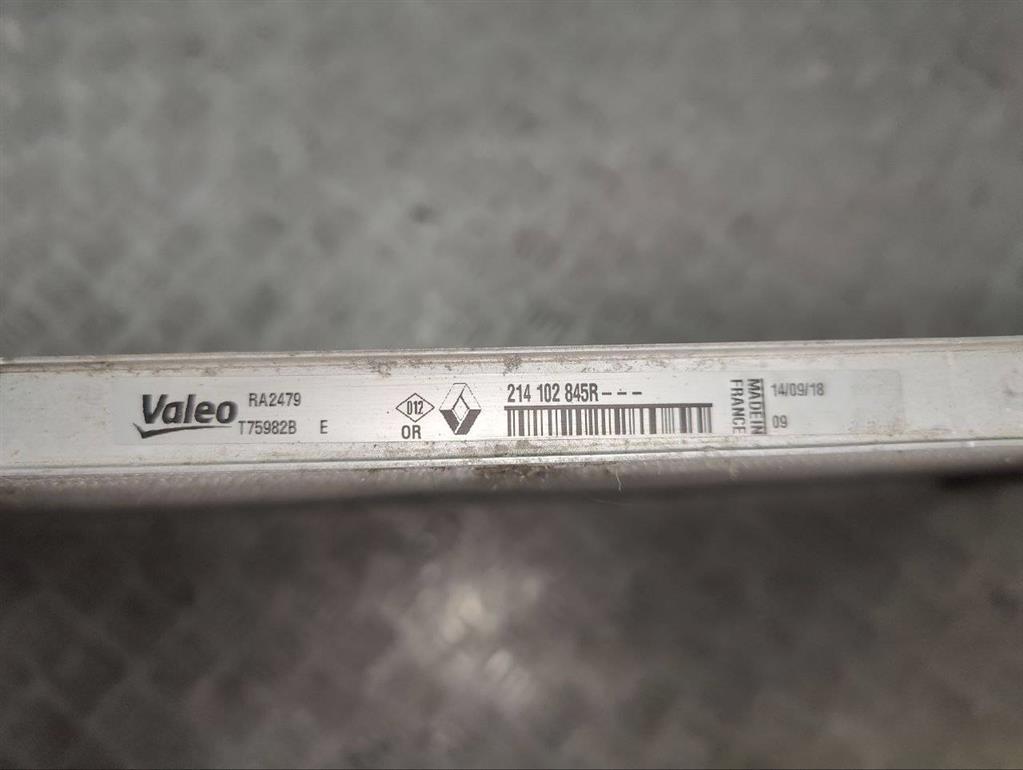 Valeo
RA2479
T75982B E
012
OR
214 102 845R---
MADE IN
FRANCE
14/09/18
09